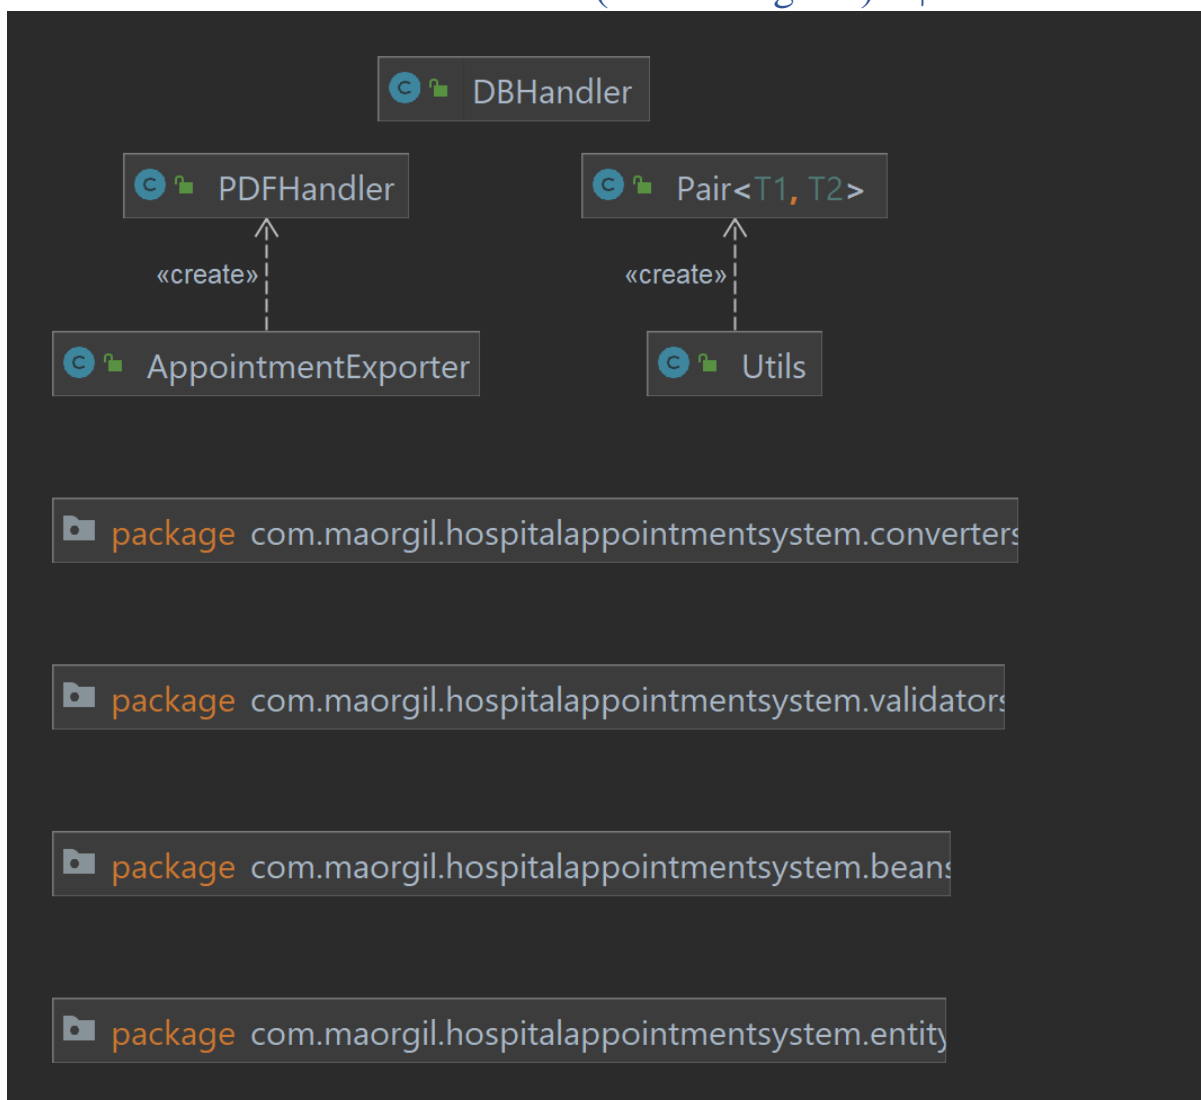 DBHandler
PDFHandler
Pair<T1, T2>
«create»
«create»
AppointmentExporter
Utils
package com.maorgil.hospitalappointmentsystem.converters
package com.maorgil.hospitalappointmentsystem.validators
package com.maorgil.hospitalappointmentsystem.beans
package com.maorgil.hospitalappointmentsystem.entity